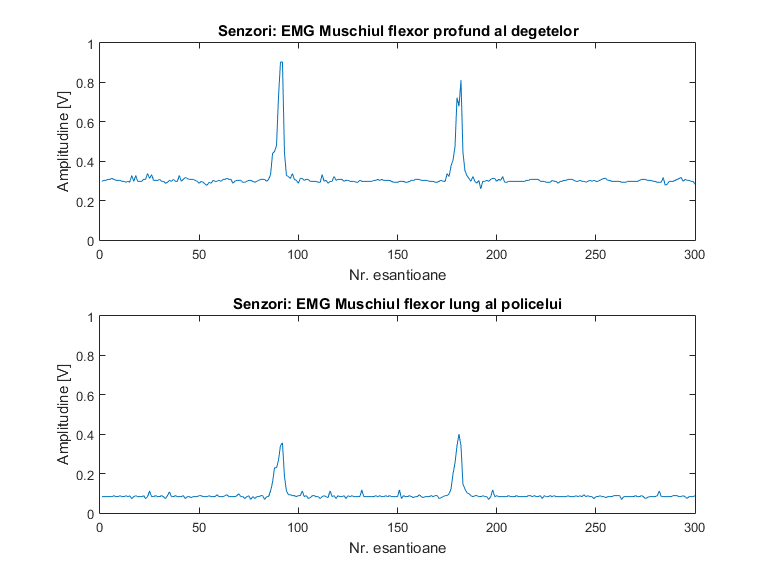 Senzori: EMG Muschiul flexor profund al degetelor
1
0.8
0.6
0.4
0.2
0
Amplitudine [V]
0 50 100 150 200 250 300
Nr. esantioane
Senzori: EMG Muschiul flexor lung al policelui
1
0.8
0.6
0.4
0.2
0
Amplitudine [V]
0 50 100 150 200 250 300
Nr. esantioane